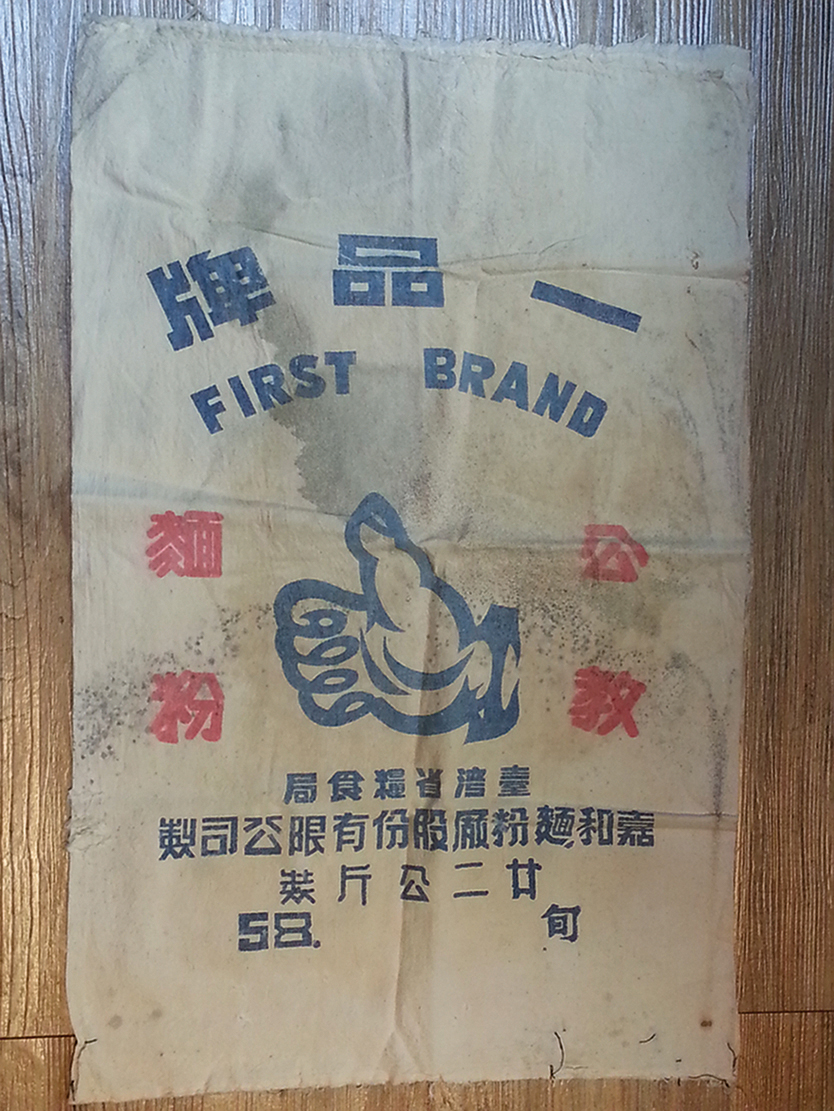 一品牌
FIRST BRAND
公教
麵粉
臺灣省糧食局
嘉和麵粉廠股份有限公司製
廿二公斤裝
58. 旬